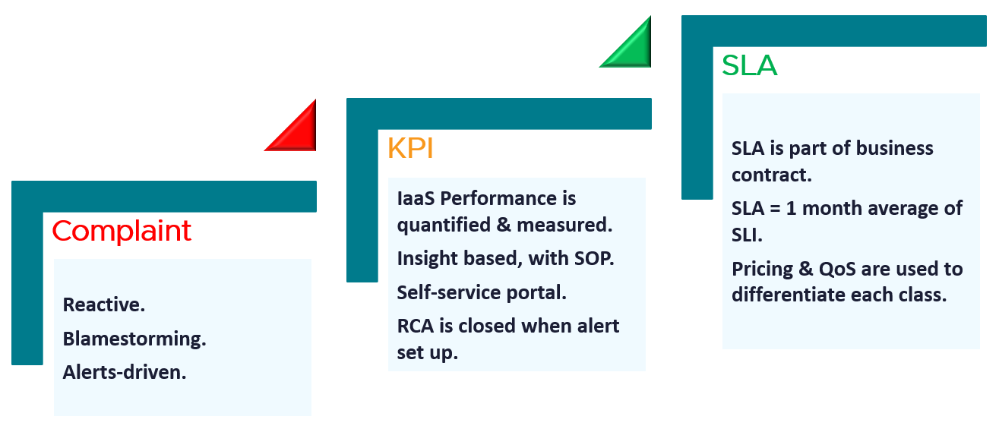 Complaint
Reactive.
Blamestorming.
Alerts-driven.
KPI
IaaS Performance is
quantified & measured.
Insight based, with SOP.
Self-service portal.
RCA is closed when alert
set up.
SLA
SLA is part of business
contract.
SLA = 1 month average of
SLI.
Pricing & QoS are used to
differentiate each class.